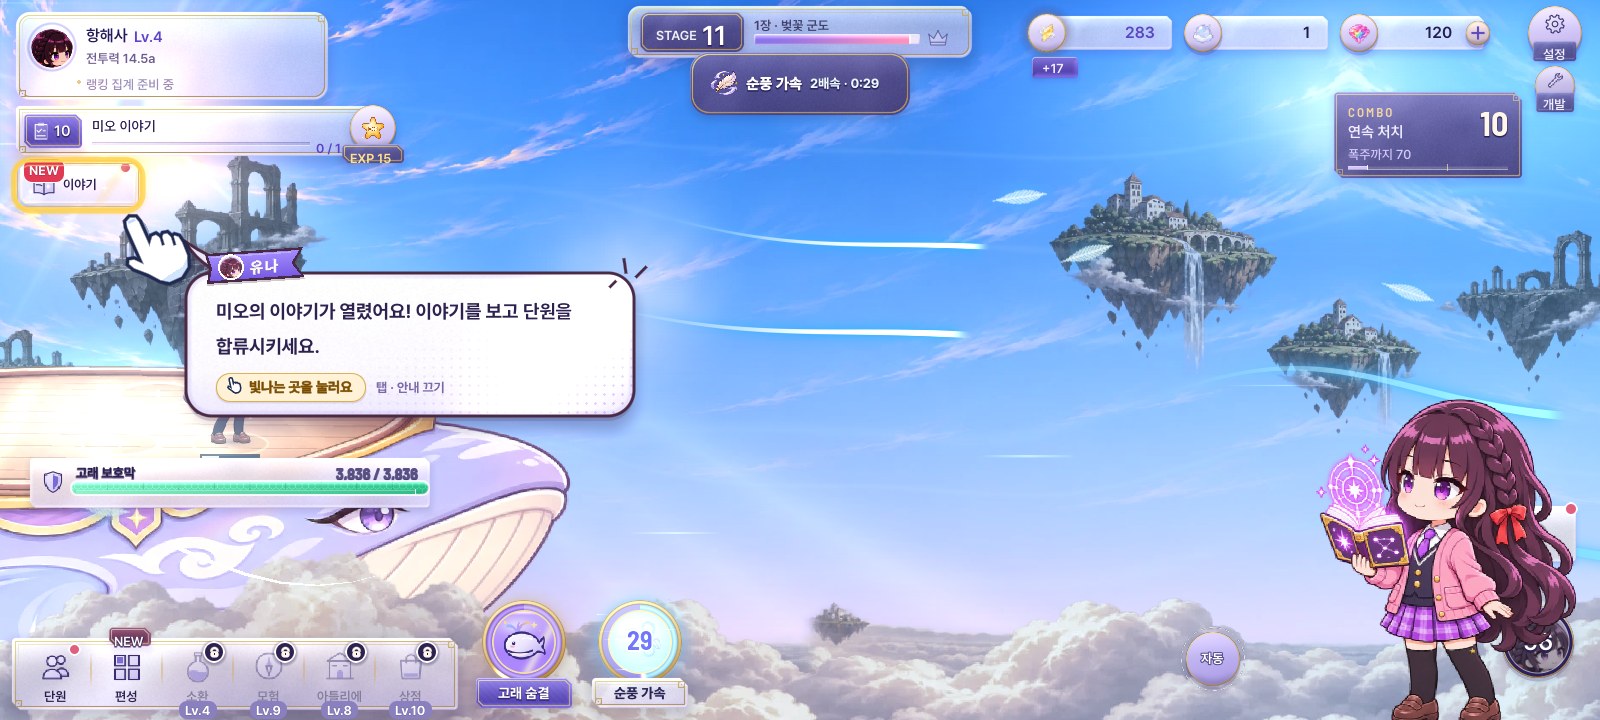 항해사 Lv.4
전투력 14.5a
랭킹 집계 준비 중
10 미오 이야기
0 / 1
EXP 15
NEW
이야기
STAGE 11
1장 · 벚꽃 군도
순풍 가속 2배속 · 0:29
283
+17
1
120
설정
개발
COMBO
연속 처치 10
폭주까지 70
유나
미오의 이야기가 열렸어요! 이야기를 보고 단원을
합류시키세요.
빛나는 곳을 눌러요 탭 · 안내 끄기
고래 보호막 3,836 / 3,836
단원
NEW
편성
소환
Lv.4
모험
Lv.9
아틀리에
Lv.8
상점
Lv.10
고래 숨결
29
순풍 가속
자동